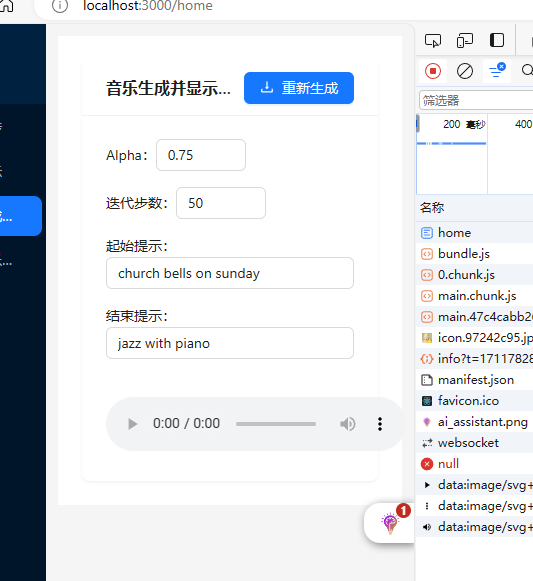 localhost:3000/home
音乐生成并显示...
重新生成
Alpha：
0.75
迭代步数：
50
起始提示：
church bells on sunday
结束提示：
jazz with piano
0:00 / 0:00
1
筛选器
200 毫秒
400
名称
home
bundle.js
0.chunk.js
main.chunk.js
main.47c4cabb2
icon.97242c95.jp
info?t=17117828
manifest.json
favicon.ico
ai_assistant.png
websocket
null
data:image/svg+
data:image/svg+
data:image/svg+